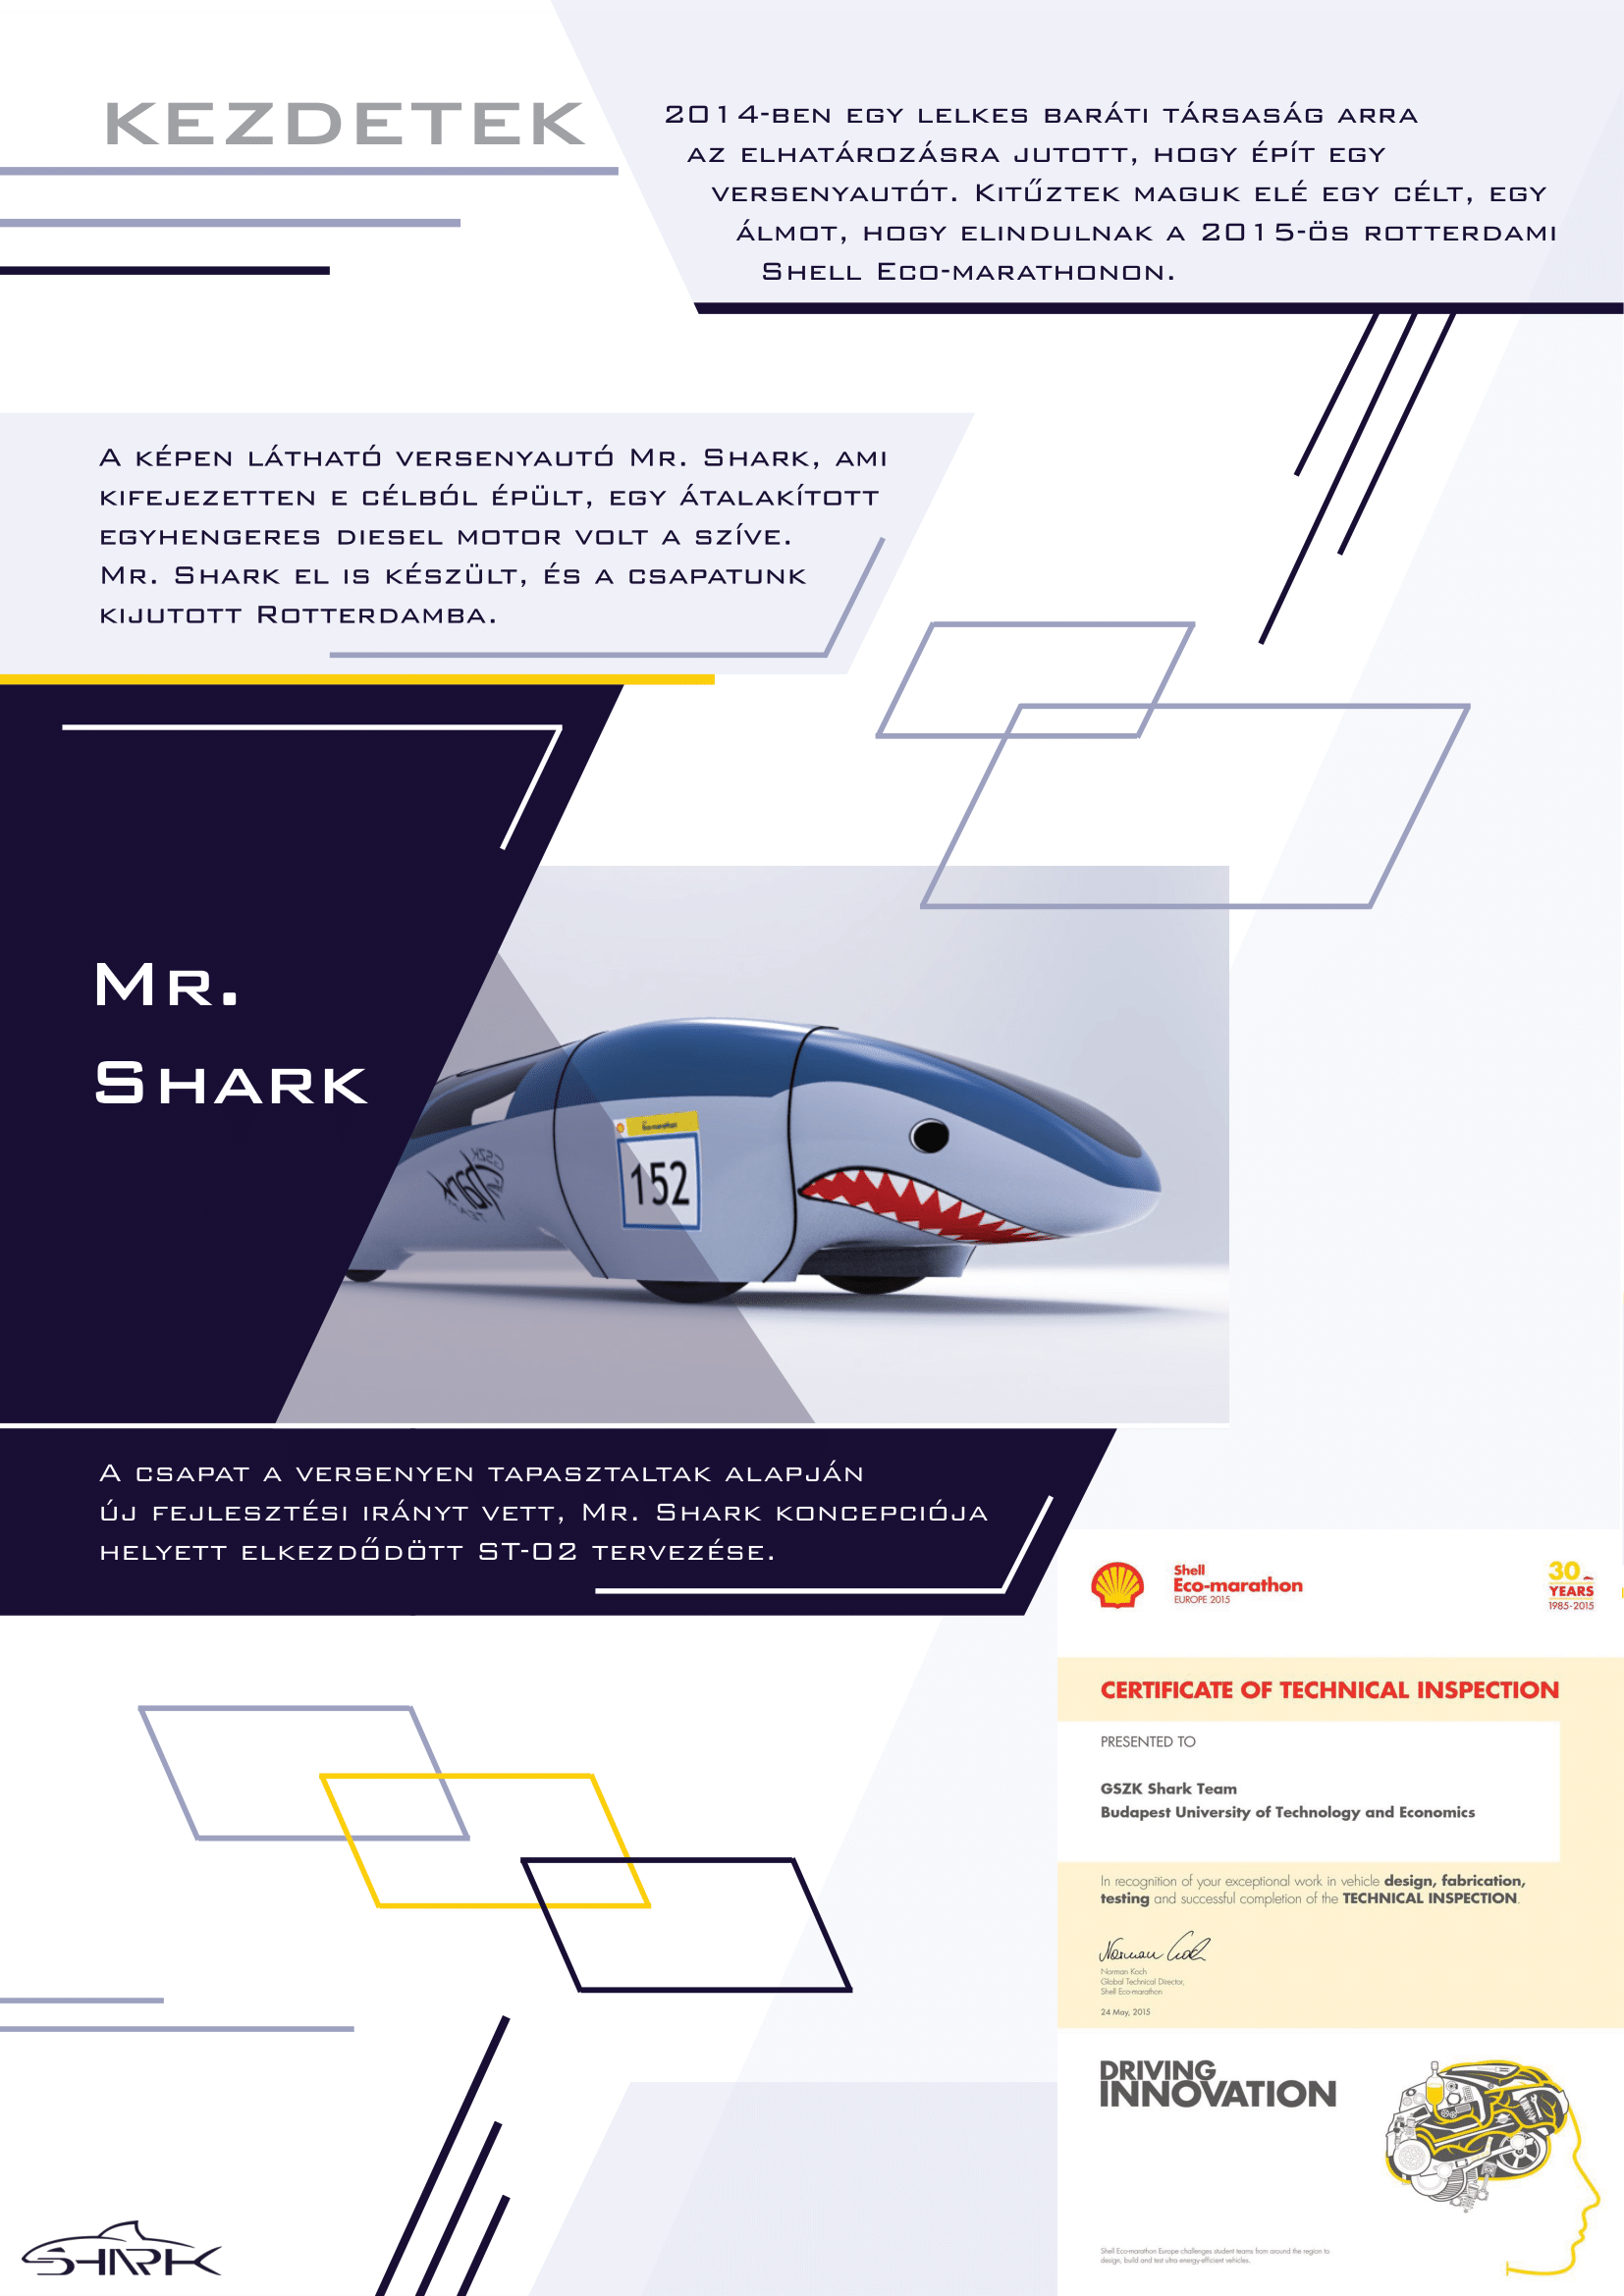 KEZDETEK
2014-BEN EGY LELKES BARÁTI TÁRSASÁG ARRA
AZ ELHATÁROZÁSRA JUTOTT, HOGY ÉPÍT EGY
VERSENYAUTÓT. KITŰZTEK MAGUK ELÉ EGY CÉLT, EGY
ÁLMOT, HOGY ELINDULNAK A 2015-ÖS ROTTERDAMI
SHELL ECO-MARATHONON.
A KÉPEN LÁTHATÓ VERSENYAUTÓ MR. SHARK, AMI
KIFEJEZETTEN E CÉLBÓL ÉPÜLT, EGY ÁTALAKÍTOTT
EGYHENGERES DIESEL MOTOR VOLT A SZÍVE.
MR. SHARK EL IS KÉSZÜLT, ÉS A CSAPATUNK
KIJUTOTT ROTTERDAMBA.
MR.
SHARK
Eco-marathon
152
A CSAPAT A VERSENYEN TAPASZTALTAK ALAPJÁN
ÚJ FEJLESZTÉSI IRÁNYT VETT, MR. SHARK KONCEPCIÓJA
HELYETT ELKEZDŐDÖTT ST-02 TERVEZÉSE.
Shell
Eco-marathon
EUROPE 2015
30
YEARS
1985-2015
CERTIFICATE OF TECHNICAL INSPECTION
PRESENTED TO
GSZK Shark Team
Budapest University of Technology and Economics
In recognition of your exceptional work in vehicle design, fabrication,
testing and successful completion of the TECHNICAL INSPECTION.
Norman Koch
Norman Koch
Global Technical Director,
Shell Eco-marathon
24 May, 2015
DRIVING
INNOVATION
Shell Eco-marathon Europe challenges student teams from around the region to
design, build and test ultra energy-efficient vehicles.
SHARK